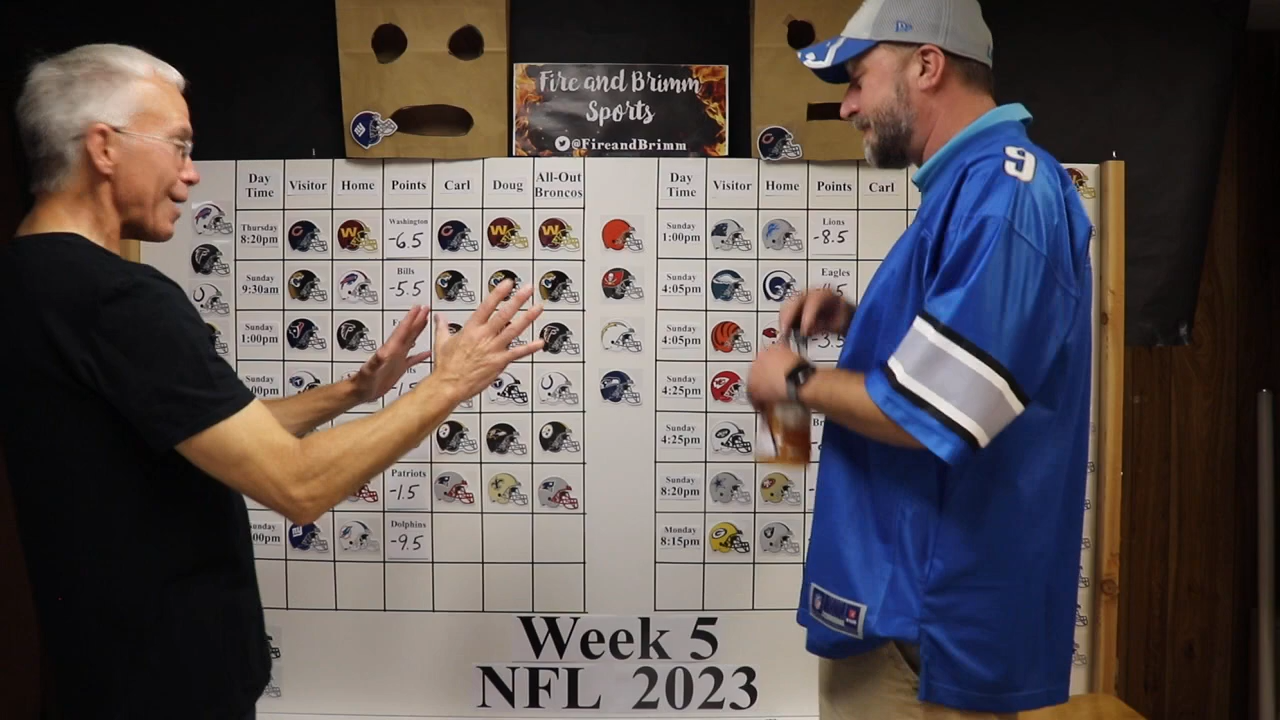 Fire and Brimm
Sports
@FireandBrimm
Day
Time
Visitor
Home
Points
Carl
Doug
All-Out
Broncos
Thursday
8:20pm
Washington
-6.5
Sunday
9:30am
Bills
-5.5
Sunday
1:00pm
Patriots
-1.5
Dolphins
-9.5
Day
Time
Visitor
Home
Points
Carl
Sunday
1:00pm
Lions
-8.5
Sunday
4:05pm
Eagles
Sunday
4:05pm
-3.5
Sunday
4:25pm
Sunday
4:25pm
Sunday
8:20pm
Monday
8:15pm
9
Week 5
NFL 2023